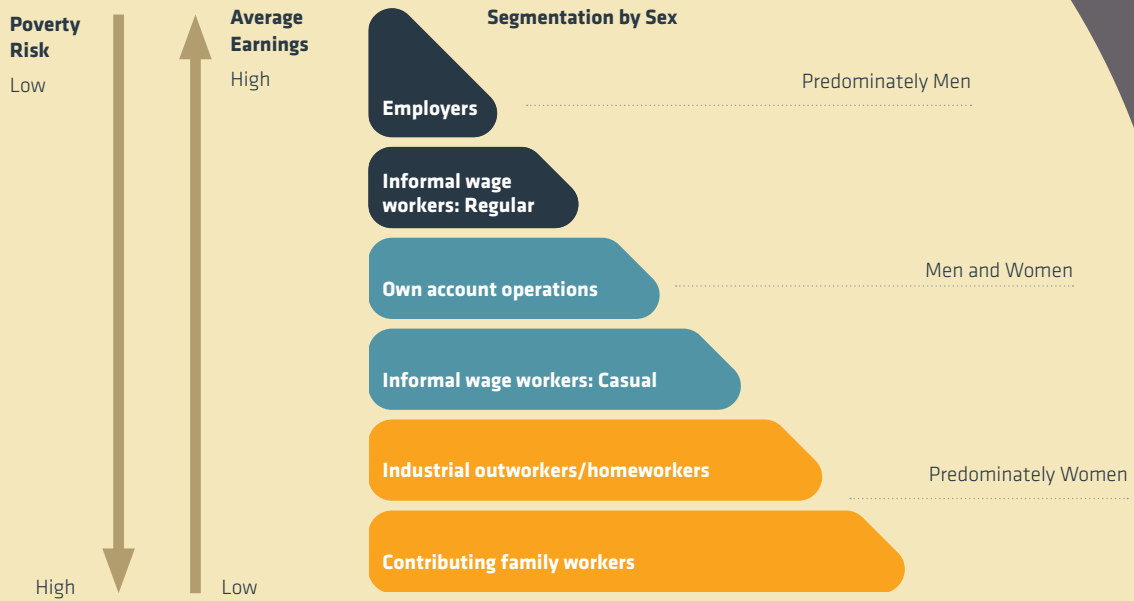 Poverty
Risk
Low
High
Average
Earnings
High
Low
Segmentation by Sex
Employers
Predominately Men
Informal wage
workers: Regular
Own account operations
Men and Women
Informal wage workers: Casual
Industrial outworkers/homeworkers
Predominately Women
Contributing family workers